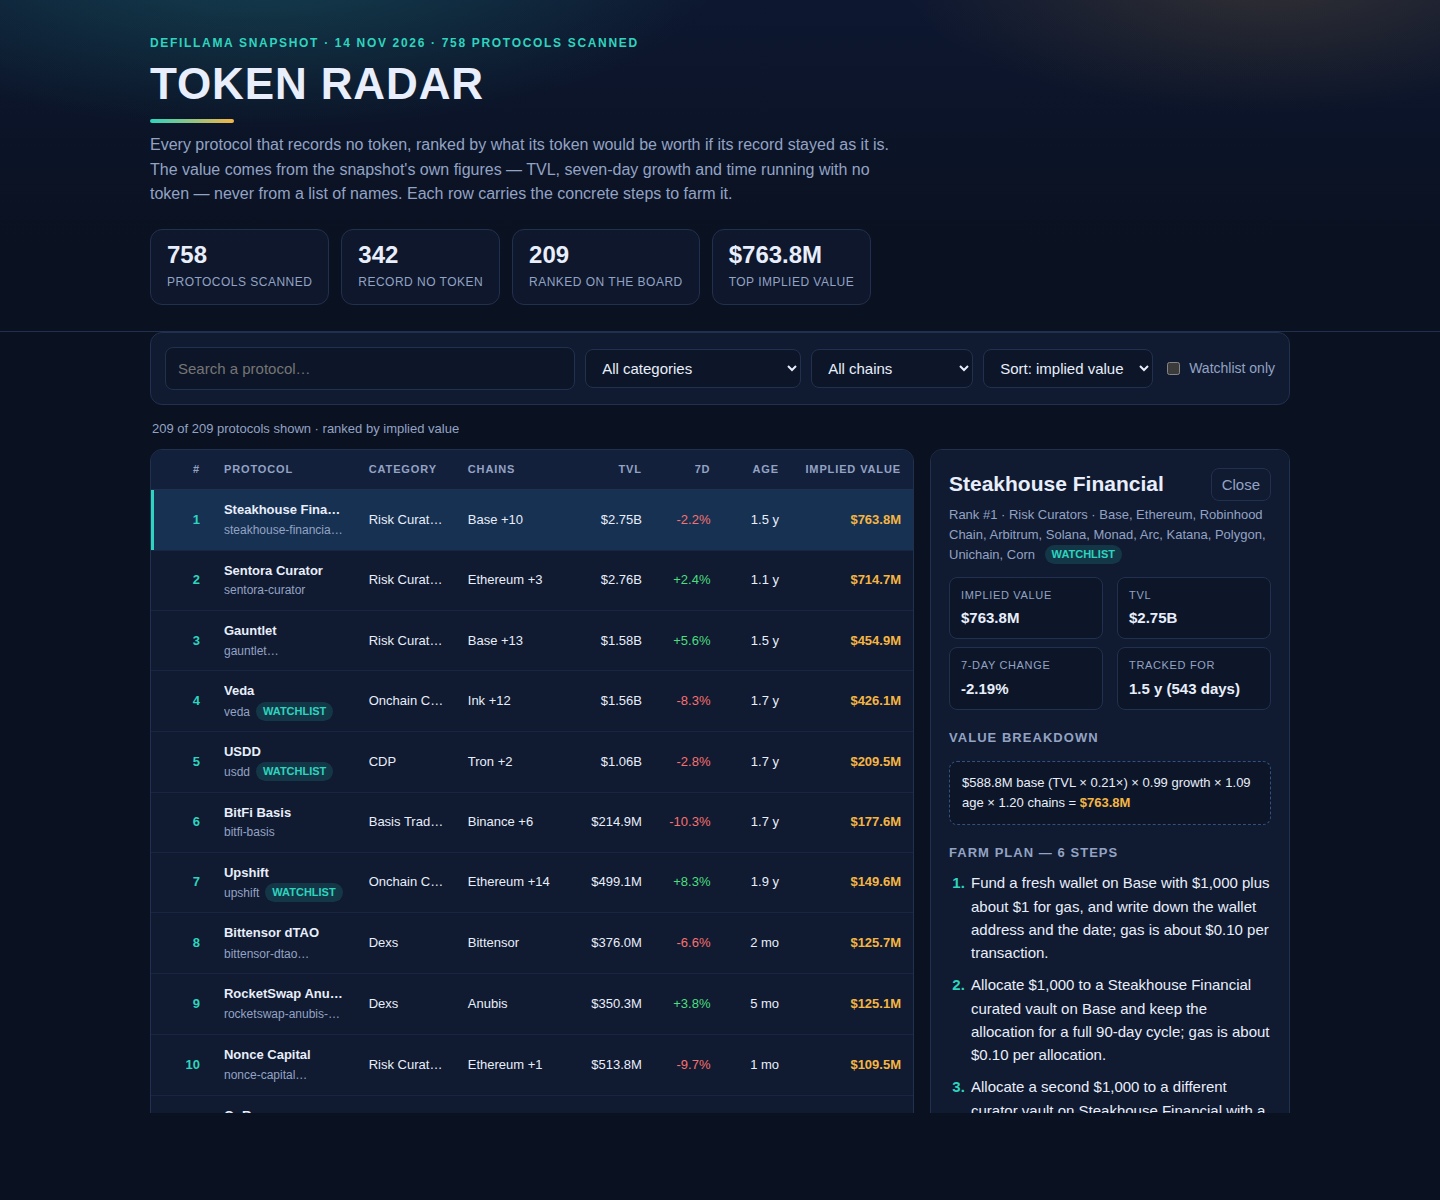 DEFILLAMA SNAPSHOT · 14 NOV 2026 · 758 PROTOCOLS SCANNED
TOKEN RADAR
Every protocol that records no token, ranked by what its token would be worth if its record stayed as it is.
The value comes from the snapshot's own figures — TVL, seven-day growth and time running with no
token — never from a list of names. Each row carries the concrete steps to farm it.
758
PROTOCOLS SCANNED
342
RECORD NO TOKEN
209
RANKED ON THE BOARD
$763.8M
TOP IMPLIED VALUE
Search a protocol…
All categories
All chains
Sort: implied value
Watchlist only
209 of 209 protocols shown · ranked by implied value
# PROTOCOL CATEGORY CHAINS TVL 7D AGE IMPLIED VALUE
1 Steakhouse Fina… Risk Curat… Base +10 $2.75B -2.2% 1.5 y $763.8M
steakhouse-financia…
2 Sentora Curator Risk Curat… Ethereum +3 $2.76B +2.4% 1.1 y $714.7M
sentora-curator
3 Gauntlet Risk Curat… Base +13 $1.58B +5.6% 1.5 y $454.9M
gauntlet…
4 Veda Onchain C… Ink +12 $1.56B -8.3% 1.7 y $426.1M
veda WATCHLIST
5 USDD CDP Tron +2 $1.06B -2.8% 1.7 y $209.5M
usdd WATCHLIST
6 BitFi Basis Basis Trad… Binance +6 $214.9M -10.3% 1.7 y $177.6M
bitfi-basis
7 Upshift Onchain C… Ethereum +14 $499.1M +8.3% 1.9 y $149.6M
upshift WATCHLIST
8 Bittensor dTAO Dexs Bittensor $376.0M -6.6% 2 mo $125.7M
bittensor-dtao…
9 RocketSwap Anu… Dexs Anubis $350.3M +3.8% 5 mo $125.1M
rocketswap-anubis-…
10 Nonce Capital Risk Curat… Ethereum +1 $513.8M -9.7% 1 mo $109.5M
nonce-capital…
Steakhouse Financial
Close
Rank #1 · Risk Curators · Base, Ethereum, Robinhood
Chain, Arbitrum, Solana, Monad, Arc, Katana, Polygon,
Unichain, Corn WATCHLIST
IMPLIED VALUE
$763.8M
TVL
$2.75B
7-DAY CHANGE
-2.19%
TRACKED FOR
1.5 y (543 days)
VALUE BREAKDOWN
$588.8M base (TVL × 0.21×) × 0.99 growth × 1.09
age × 1.20 chains = $763.8M
FARM PLAN — 6 STEPS
1. Fund a fresh wallet on Base with $1,000 plus
about $1 for gas, and write down the wallet
address and the date; gas is about $0.10 per
transaction.
2. Allocate $1,000 to a Steakhouse Financial
curated vault on Base and keep the
allocation for a full 90-day cycle; gas is about
$0.10 per allocation.
3. Allocate a second $1,000 to a different
curator vault on Steakhouse Financial with a